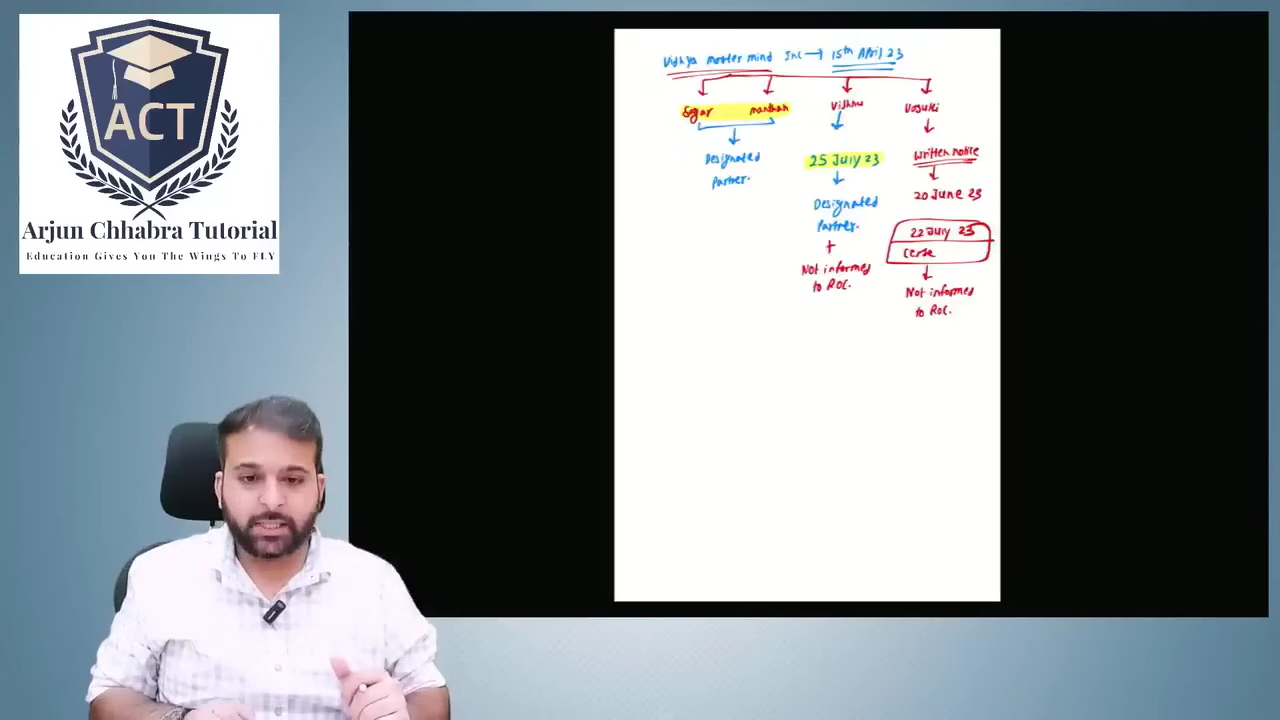 ACT
Arjun Chhabra Tutorial
Education Gives You The Wings To FLY
Vidhya master mind Inc → 15th April 23
Sagar manthan Vishnu Vasuki
Designated
Partner.
25 July 23
Designated
Partner.
+
Not informed
to ROC.
Written notice
20 June 23
22 July 23
cease
Not informed
to ROC.